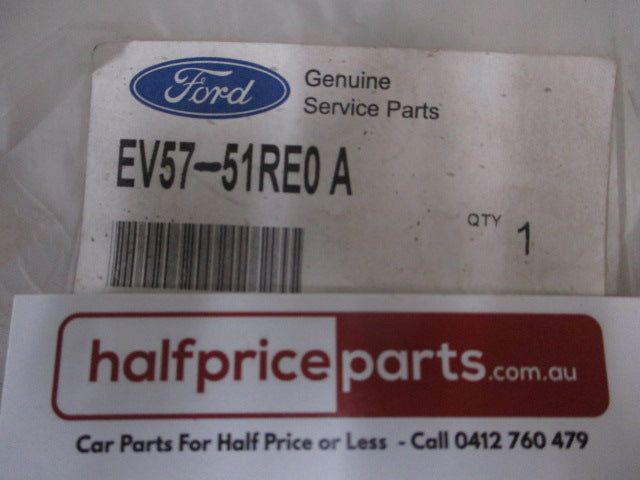 Ford
Genuine
Service Parts
EV57-51RE0 A
QTY 1
halfpriceparts.com.au
Car Parts For Half Price or Less - Call 0412 760 479